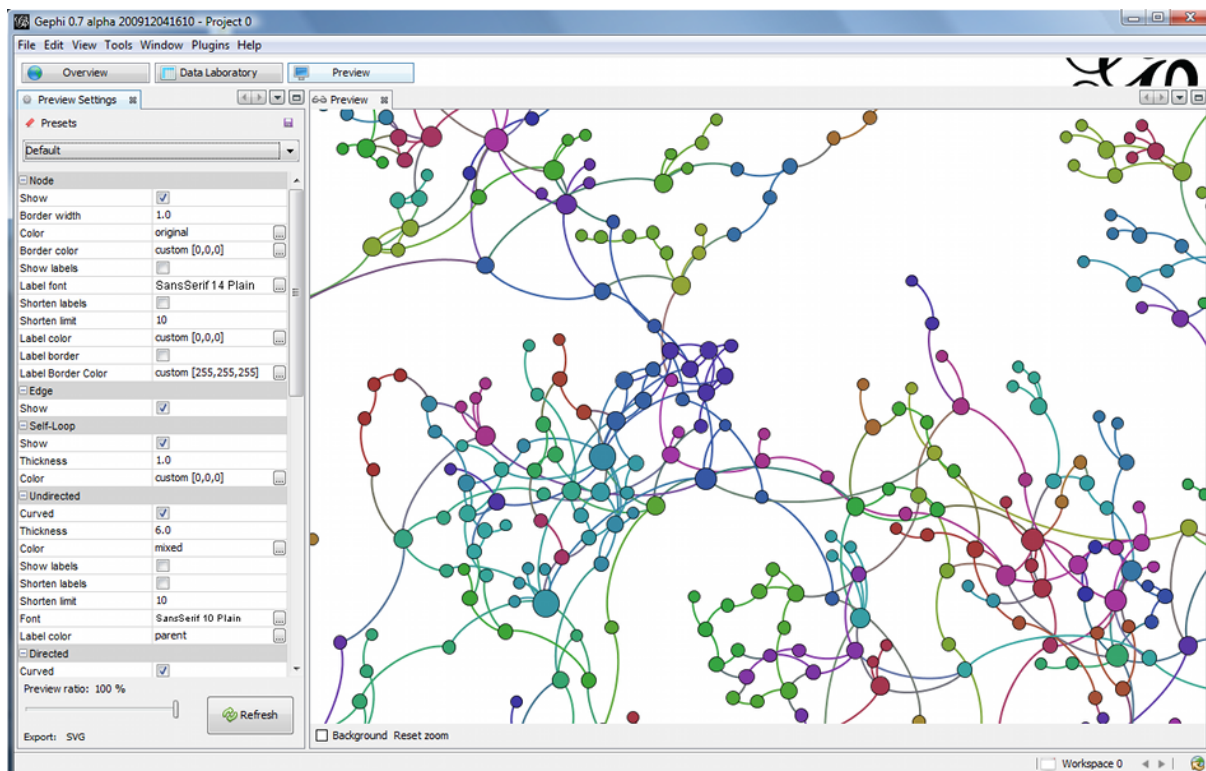 Gephi 0.7 alpha 200912041610 - Project 0
File Edit View Tools Window Plugins Help
Overview Data Laboratory Preview
Preview Settings
Presets
Default
Node
Show
Border width 1.0
Color original ...
Border color custom [0,0,0] ...
Show labels
Label font SansSerif 14 Plain ...
Shorten labels
Shorten limit 10
Label color custom [0,0,0] ...
Label border
Label Border Color custom [255,255,255] ...
Edge
Show
Self-Loop
Show
Thickness 1.0
Color custom [0,0,0] ...
Undirected
Curved
Thickness 6.0
Color mixed ...
Show labels
Shorten labels
Shorten limit 10
Font SansSerif 10 Plain ...
Label color parent ...
Directed
Curved
Preview ratio: 100 %
Refresh
Export: SVG
Preview
Background Reset zoom
Workspace 0